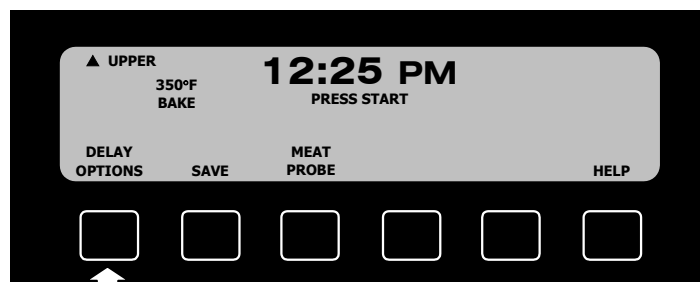 ▲ UPPER
12:25 PM
350°F
BAKE
PRESS START
DELAY
OPTIONS
SAVE
MEAT
PROBE
HELP